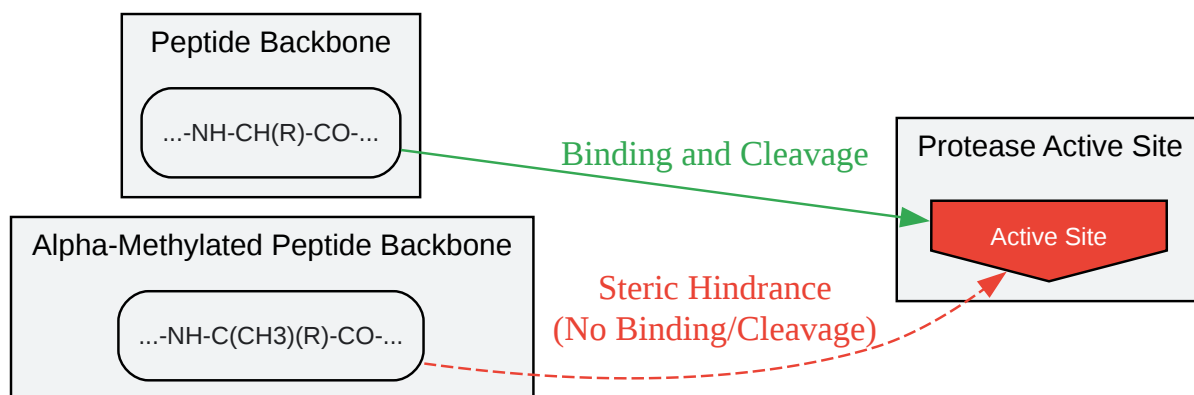 Peptide Backbone
...-NH-CH(R)-CO-...
Binding and Cleavage
Protease Active Site
Active Site
Alpha-Methylated Peptide Backbone
...-NH-C(CH3)(R)-CO-...
Steric Hindrance
(No Binding/Cleavage)